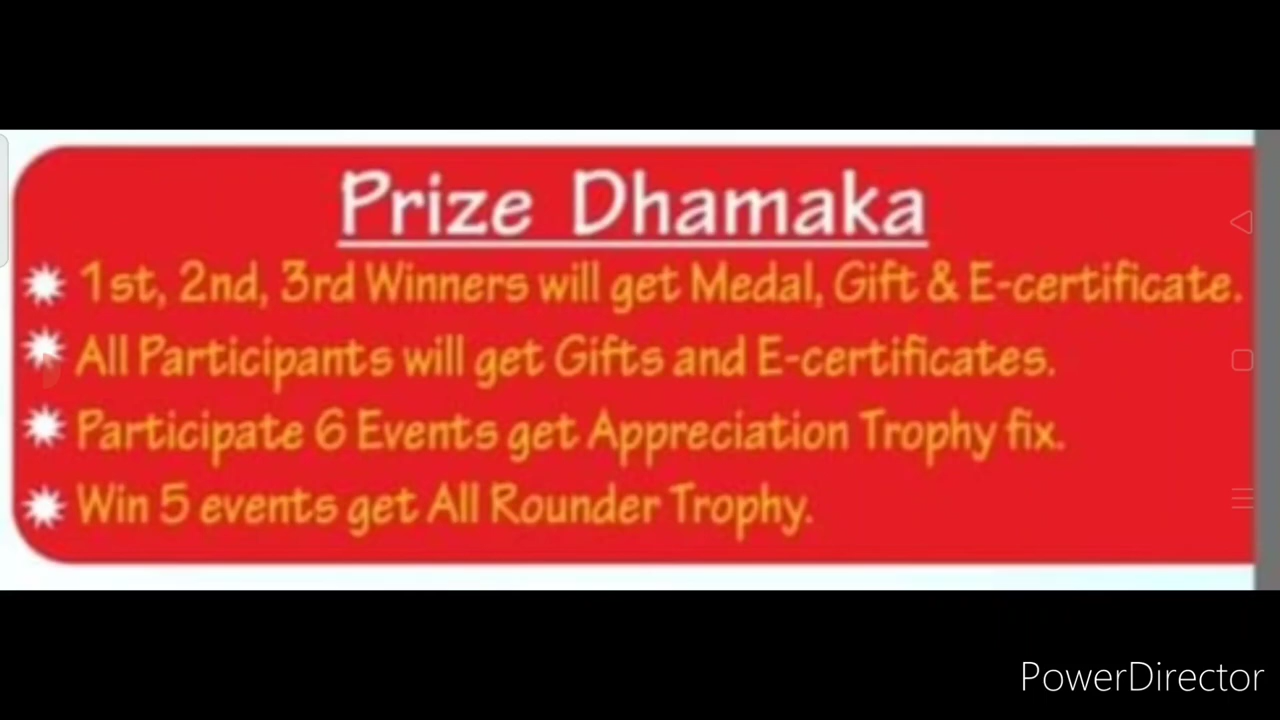 Prize Dhamaka
1st, 2nd, 3rd Winners will get Medal, Gift & E-certificate.
All Participants will get Gifts and E-certificates.
Participate 6 Events get Appreciation Trophy fix.
Win 5 events get All Rounder Trophy.
PowerDirector